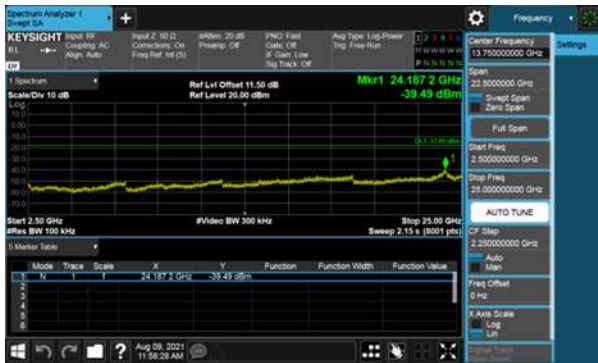 Spectrum Analyzer 1
Swept SA
+
Frequency
KEYSIGHT
Input: RF
Input Z: 50 Ω
#Atten: 20 dB
PNO: Fast
Avg Type: Log-Power
1 2 3 4 5 6
RL
Coupling: AC
Corrections: On
Preamp: Off
Gate: Off
Trig: Free Run
Align: Auto
Freq Ref: Int (S)
IF Gain: Low
M W W W W W
Sig Track: Off
P N N N N N
1 Spectrum
Scale/Div 10 dB
Ref Lvl Offset 11.50 dB
Ref Level 20.00 dBm
Mkr1 24.187 2 GHz
-39.49 dBm
Log
10.0
0.00
-10.0
-20.0
-30.0
-40.0
-50.0
-60.0
-70.0
1
Start 2.50 GHz
#Video BW 300 kHz
Stop 25.00 GHz
#Res BW 100 kHz
Sweep 2.15 s (8001 pts)
5 Marker Table
Mode Trace Scale X Y Function Function Width Function Value
1 N 1 f 24.187 2 GHz -39.49 dBm
2
3
4
5
6
Aug 09, 2021
11:58:28 AM
Center Frequency
13.750000000 GHz
Settings
Span
22.5000000 GHz
Swept Span
Zero Span
Full Span
Start Freq
2.500000000 GHz
Stop Freq
25.000000000 GHz
AUTO TUNE
CF Step
2.250000000 GHz
Auto
Man
Freq Offset
0 Hz
X Axis Scale
Log
Lin